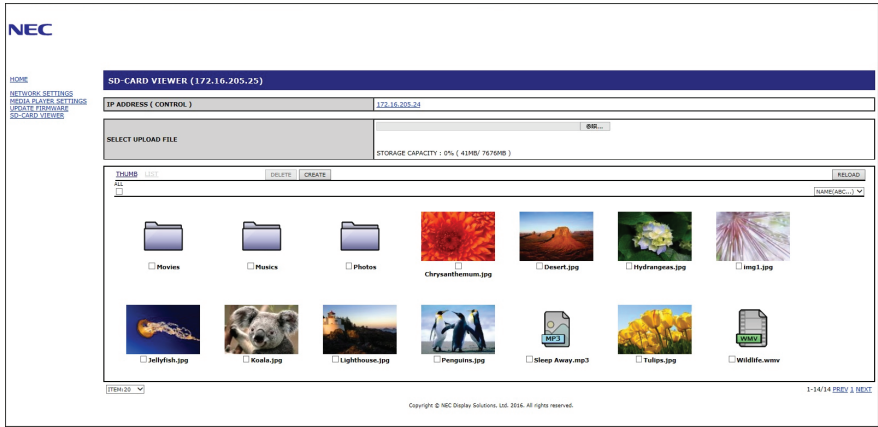 NEC
HOME
NETWORK SETTINGS
MEDIA PLAYER SETTINGS
UPDATE FIRMWARE
SD-CARD VIEWER
SD-CARD VIEWER (172.16.205.25)
IP ADDRESS ( CONTROL )
172.16.205.24
SELECT UPLOAD FILE
参照...
STORAGE CAPACITY : 0% ( 41MB/ 7676MB )
THUMB LIST DELETE CREATE RELOAD
ALL
NAME(ABC...)
Movies Musics Photos Chrysanthemum.jpg Desert.jpg Hydrangeas.jpg img1.jpg
MP3 WMV
Jellyfish.jpg Koala.jpg Lighthouse.jpg Penguins.jpg Sleep Away.mp3 Tulips.jpg Wildlife.wmv
ITEM:20 1-14/14 PREV 1 NEXT
Copyright © NEC Display Solutions, Ltd. 2016. All rights reserved.